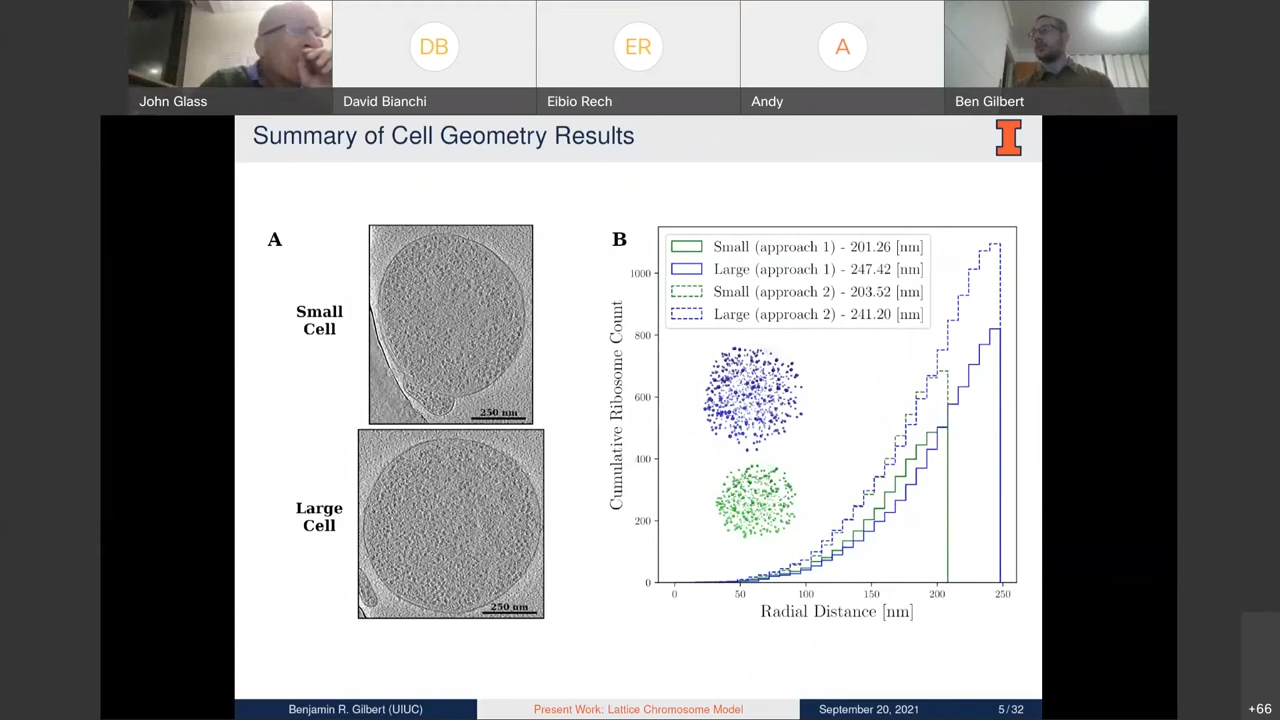 DB
ER
A
John Glass
David Bianchi
Eibio Rech
Andy
Ben Gilbert
Summary of Cell Geometry Results
I
A
Small
Cell
250 nm
Large
Cell
250 nm
B
Small (approach 1) - 201.26 [nm]
Large (approach 1) - 247.42 [nm]
Small (approach 2) - 203.52 [nm]
Large (approach 2) - 241.20 [nm]
Cumulative Ribosome Count
1000
800
600
400
200
0
0 50 100 150 200 250
Radial Distance [nm]
Benjamin R. Gilbert (UIUC)
Present Work: Lattice Chromosome Model
September 20, 2021
5 / 32
+66